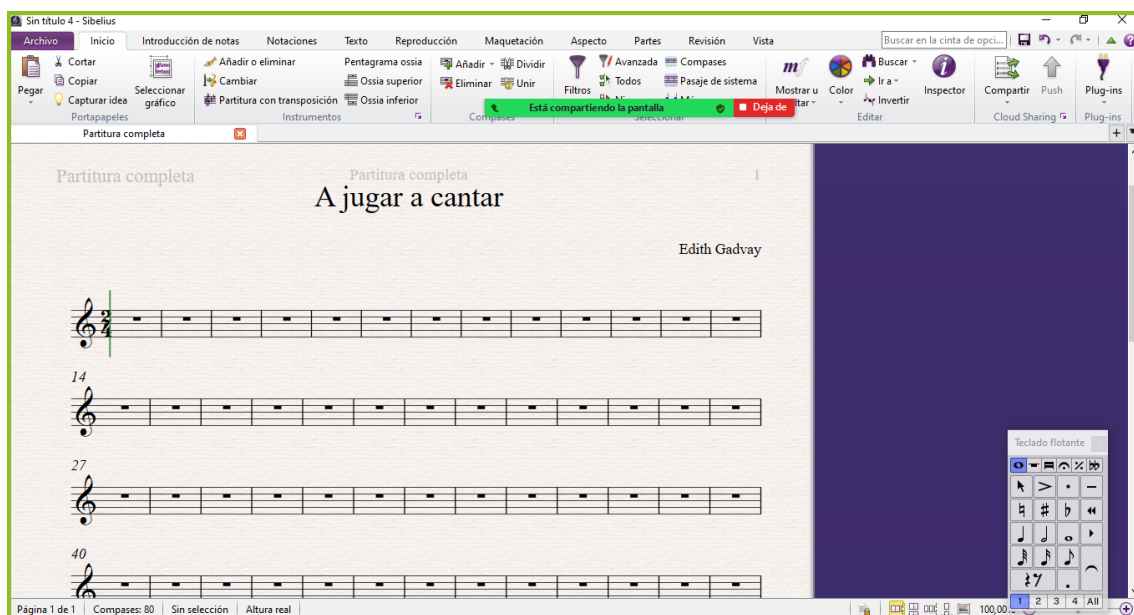 Sin título 4 - Sibelius
Archivo Inicio Introducción de notas Notaciones Texto Reproducción Maquetación Aspecto Partes Revisión Vista Buscar en la cinta de opci...
Pegar
Cortar
Copiar
Capturar idea
Seleccionar gráfico
Portapapeles
Añadir o eliminar
Cambiar
Partitura con transposición
Pentagrama ossia
Ossia superior
Ossia inferior
Instrumentos
Añadir
Dividir
Eliminar
Unir
Filtros
Avanzada
Compases
Todos
Pasaje de sistema
Está compartiendo la pantalla
Deja de
Mostrar u
Color
Buscar
Ir a
Invertir
Inspector
Editar
Compartir
Push
Cloud Sharing
Plug-ins
Plug-ins
Partitura completa
Partitura completa Partitura completa 1
A jugar a cantar
Edith Gadvay
2
4
14
27
40
Teclado flotante
1 2 3 4 All
Página 1 de 1 Compases: 80 Sin selección Altura real